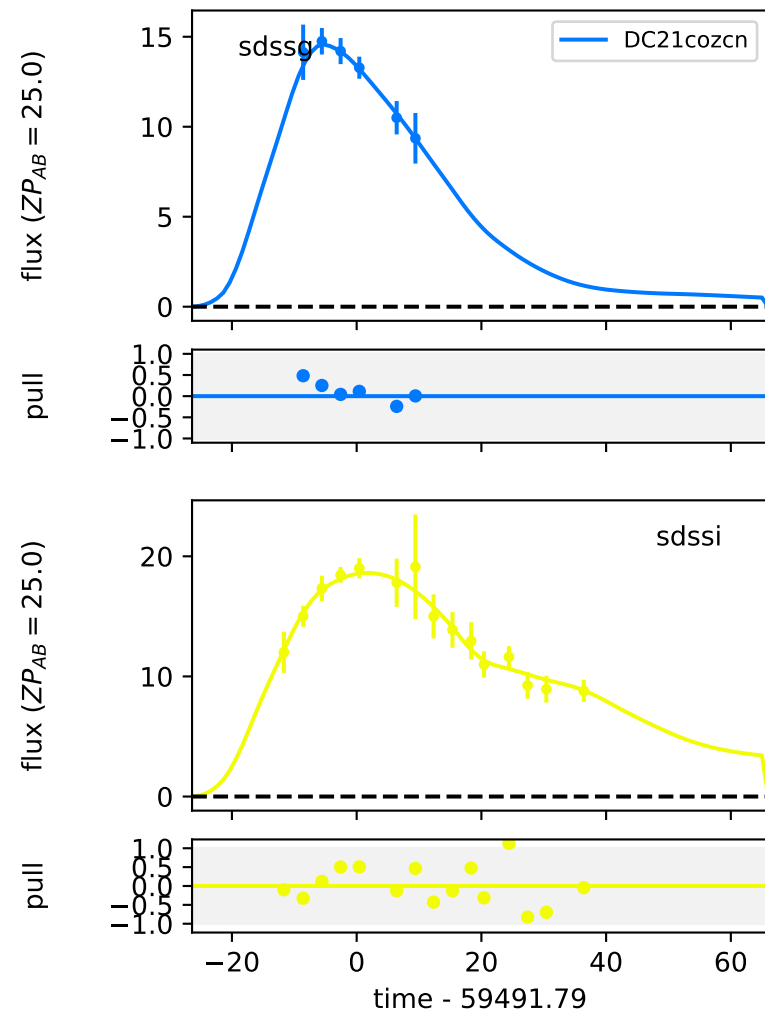 sdssg
DC21cozcn
flux (ZP_AB = 25.0)
15
10
5
0
pull
1.0
0.5
0.0
−0.5
−1.0
sdssi
flux (ZP_AB = 25.0)
20
10
0
pull
1.0
0.5
0.0
−0.5
−1.0
−20 0 20 40 60
time - 59491.79